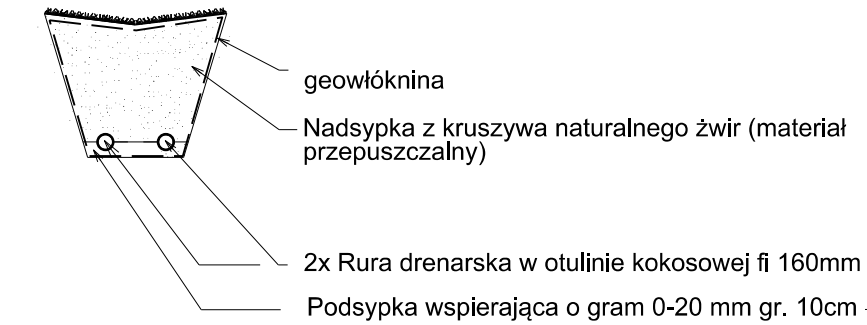 geowłóknina
Nadsypka z kruszywa naturalnego żwir (materiał
przepuszczalny)
2x Rura drenarska w otulinie kokosowej fi 160mm
Podsypka wspierająca o gram 0-20 mm gr. 10cm